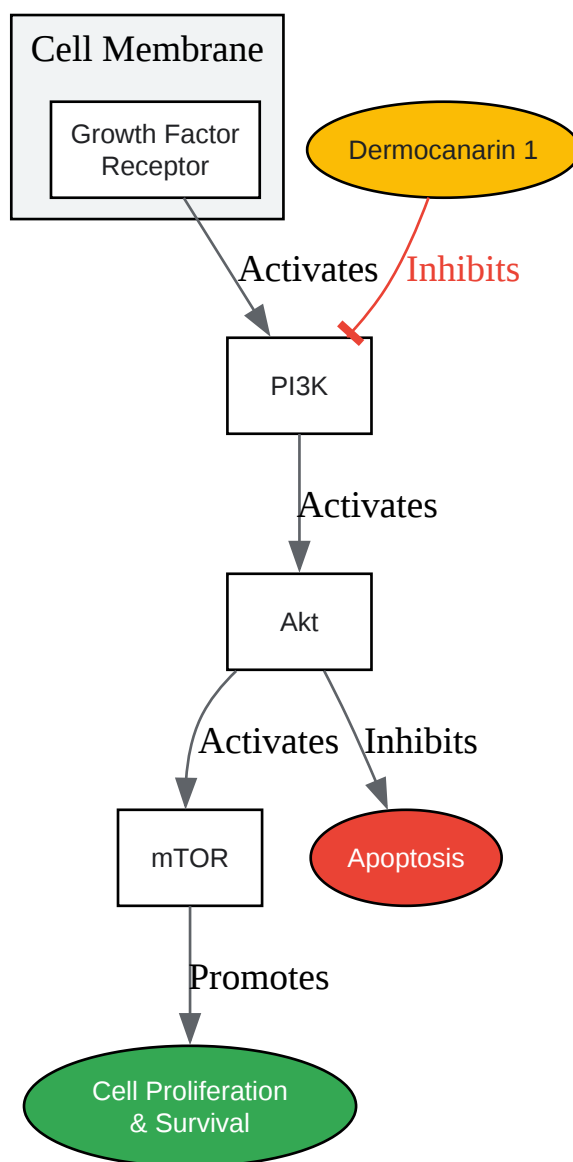 Cell Membrane
Growth Factor
Receptor
Dermocanarin 1
Activates
Inhibits
PI3K
Activates
Akt
Activates
Inhibits
mTOR
Apoptosis
Promotes
Cell Proliferation
& Survival